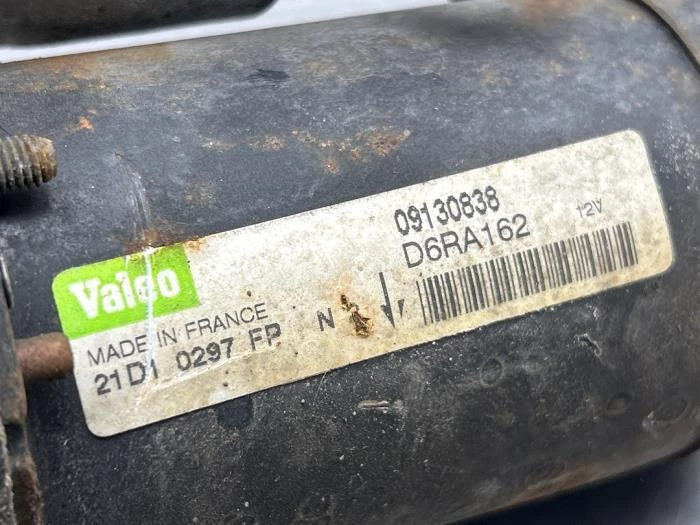 Valeo
MADE IN FRANCE
21D1 0297 FP N
09130838
D6RA162
12V